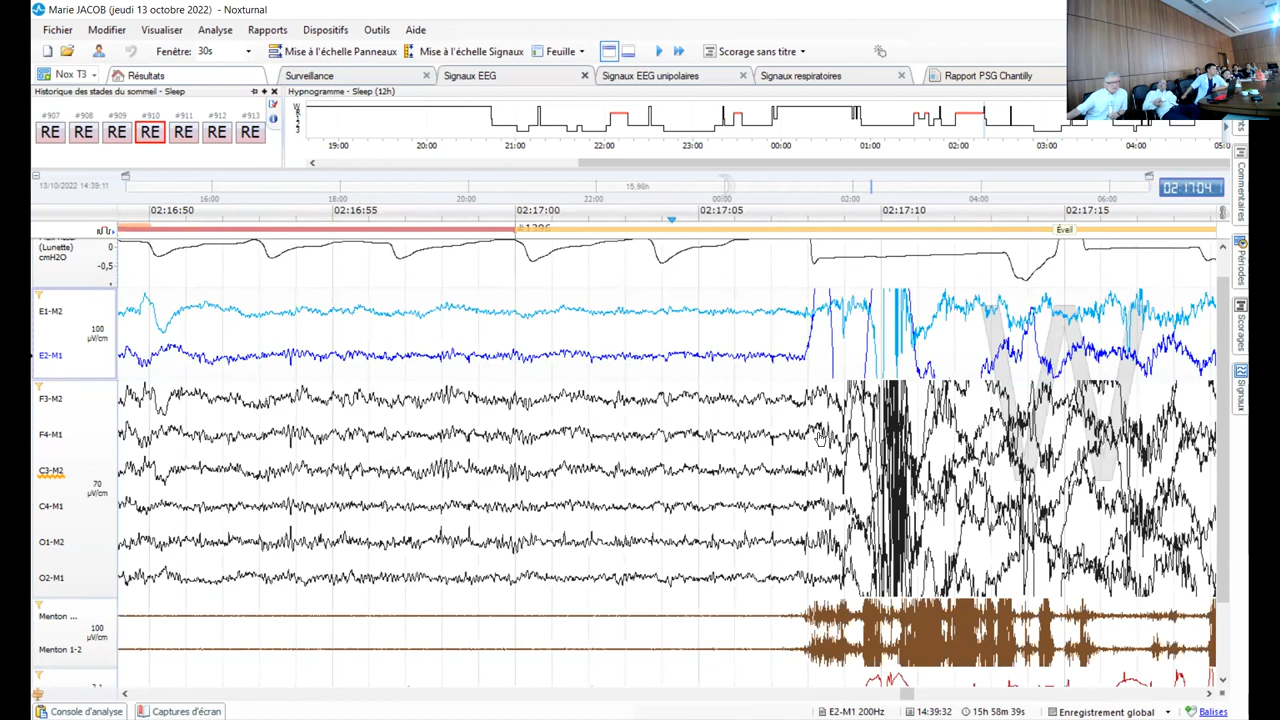 Marie JACOB (jeudi 13 octobre 2022) - Noxturnal
Fichier Modifier Visualiser Analyse Rapports Dispositifs Outils Aide
Fenêtre: 30s Mise à l'échelle Panneaux Mise à l'échelle Signaux Feuille Scorage sans titre
Nox T3 Résultats Surveillance Signaux EEG Signaux EEG unipolaires Signaux respiratoires Rapport PSG Chantilly
Historique des stades du sommeil - Sleep Hypnogramme - Sleep (12h)
#907 #908 #909 #910 #911 #912 #913
RE RE RE RE RE RE RE
19:00 20:00 21:00 22:00 23:00 00:00 01:00 02:00 03:00 04:00
13/10/2022 14:39:11 15.98h 02:17:04
16:00 18:00 20:00 22:00 00:00 02:00 04:00 06:00
02:16:50 02:16:55 02:17:00 02:17:05 02:17:10 02:17:15
Éveil
(Lunette)
cmH2O
0
-0,5
E1-M2
100
µV/cm
E2-M1
F3-M2
F4-M1
C3-M2
70
µV/cm
C4-M1
O1-M2
O2-M1
Menton ...
100
µV/cm
Menton 1-2
W
Commentaires
Périodes
Scorages
Signaux
Console d'analyse Captures d'écran E2-M1 200Hz 14:39:32 15h 58m 39s Enregistrement global Balises